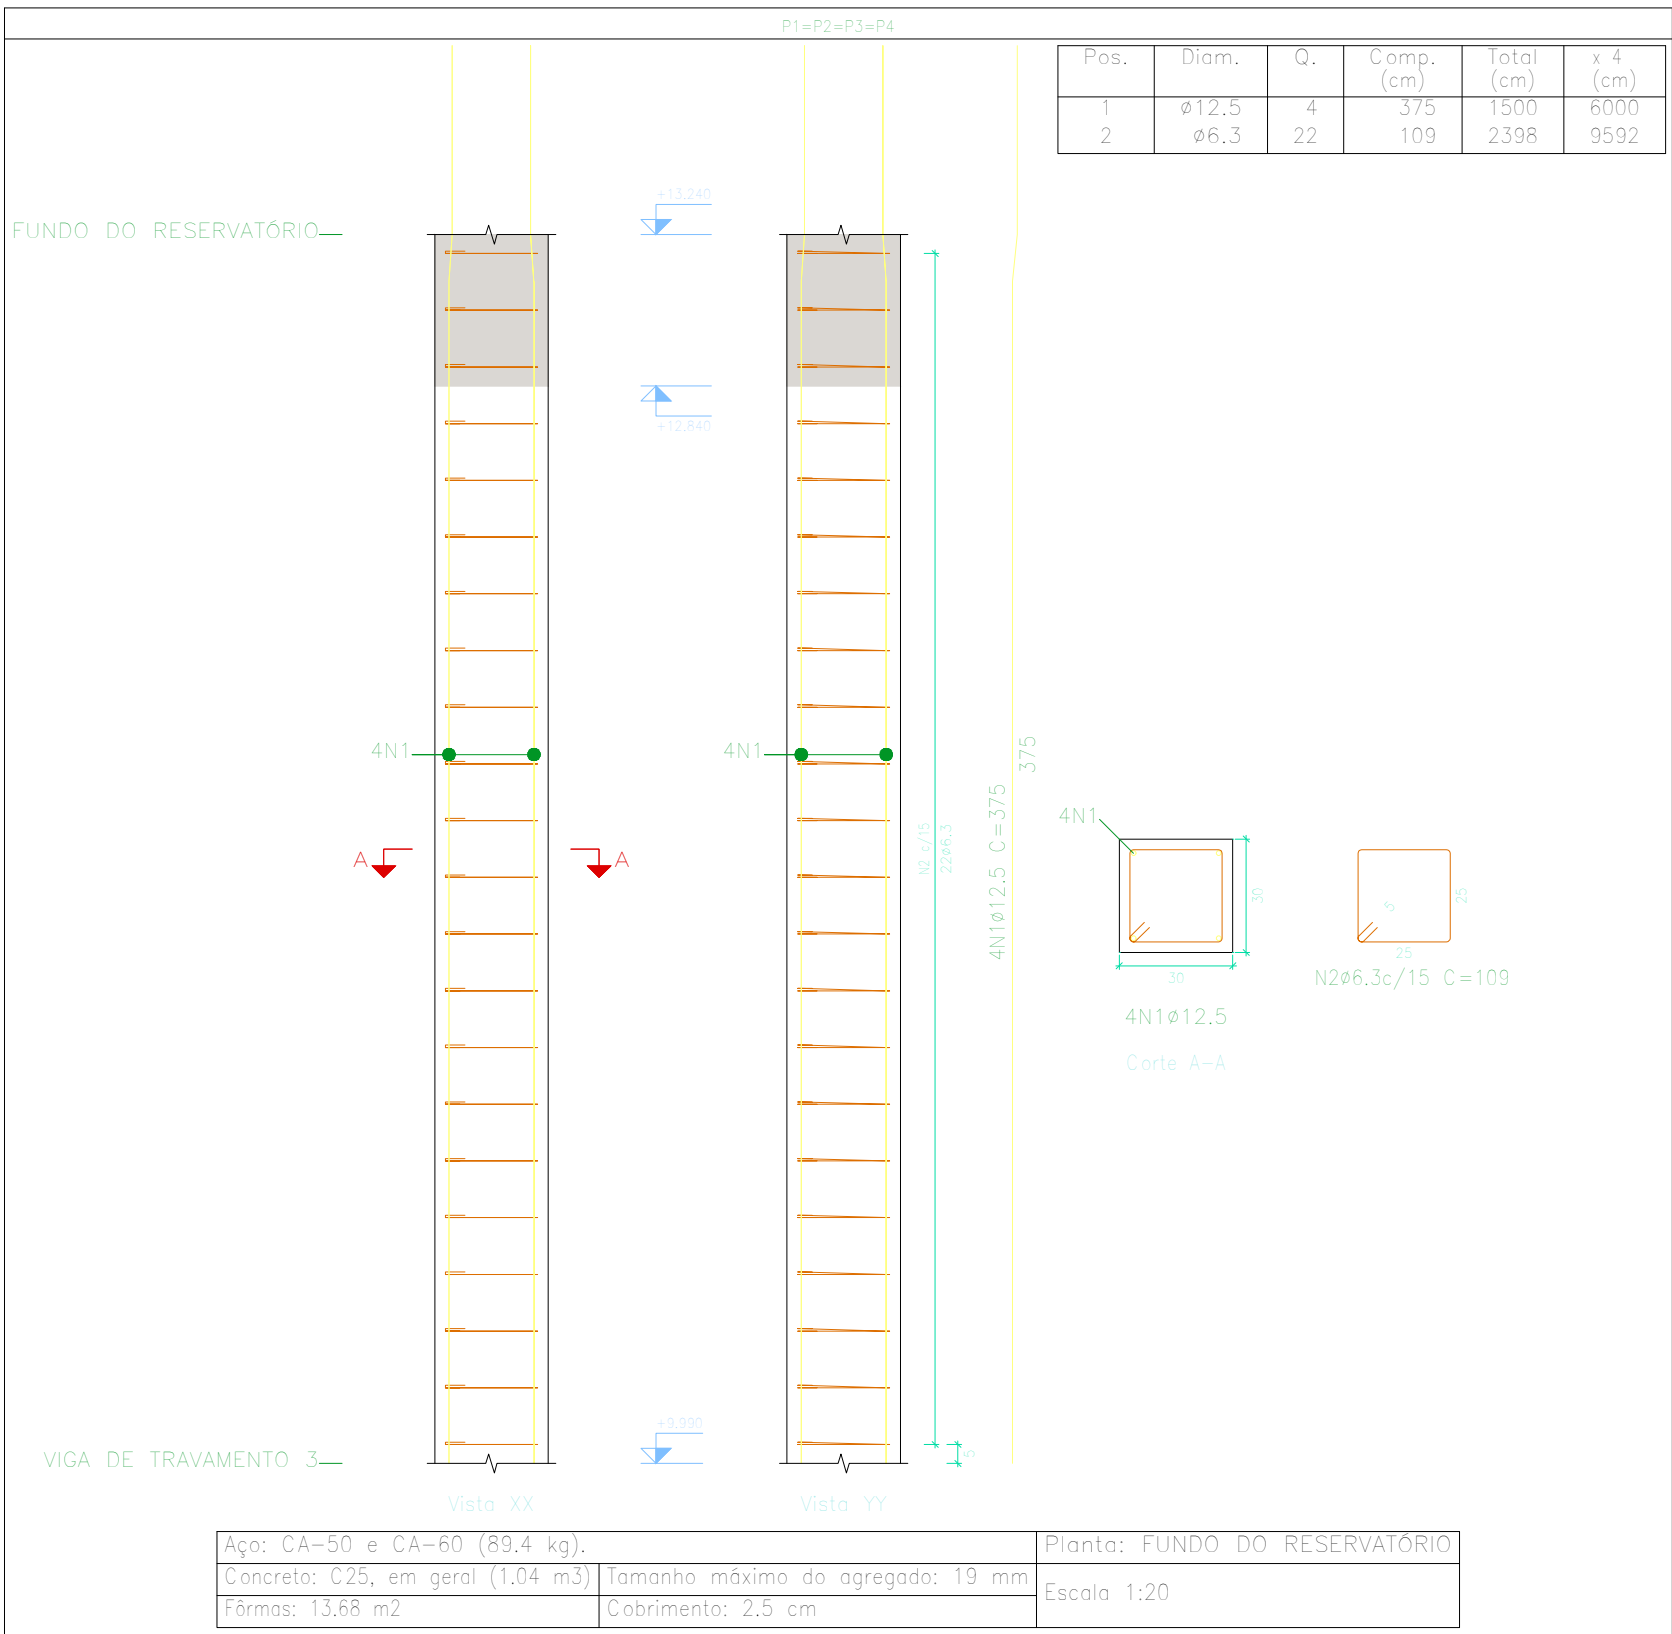 P1=P2=P3=P4
Pos. Diam. Q. Comp. (cm) Total (cm) x 4 (cm)
1 ø12.5 4 375 1500 6000
2 ø6.3 22 109 2398 9592
+13.240
FUNDO DO RESERVATÓRIO
+12.840
4N1
4N1
375
4N1ø12.5 C=375
N2 c/15
22ø6.3
A
A
4N1
30
30
4N1ø12.5
Corte A-A
5
25
25
N2ø6.3c/15 C=109
+9.990
VIGA DE TRAVAMENTO 3
5
Vista XX
Vista YY
Aço: CA-50 e CA-60 (89.4 kg).
Planta: FUNDO DO RESERVATÓRIO
Concreto: C25, em geral (1.04 m3)
Tamanho máximo do agregado: 19 mm
Escala 1:20
Fôrmas: 13.68 m2
Cobrimento: 2.5 cm